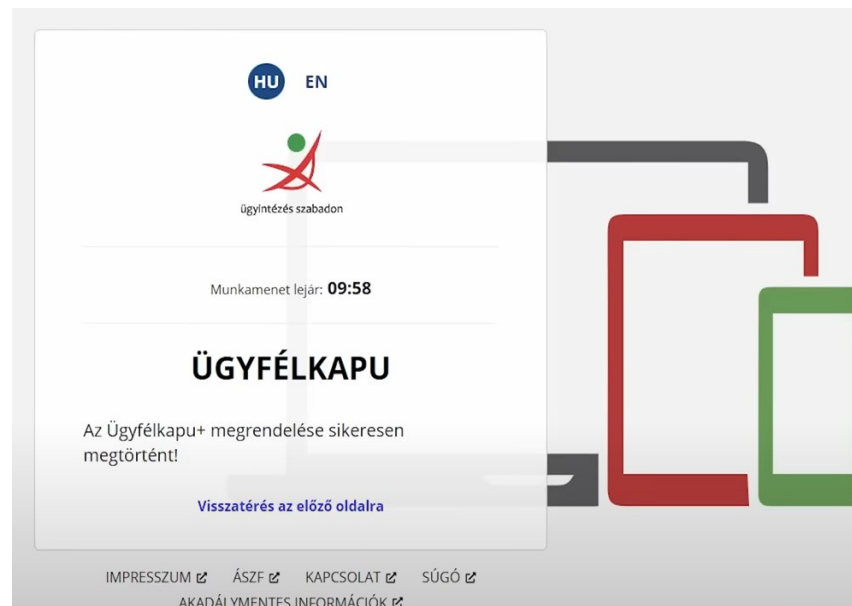 HU EN
ügyintézés szabadon
Munkamenet lejár: 09:58
ÜGYFÉLKAPU
Az Ügyfélkapu+ megrendelése sikeresen
megtörtént!
Visszatérés az előző oldalra
IMPRESSZUM ÁSZF KAPCSOLAT SÚGÓ
AKADÁLYMENTES INFORMÁCIÓK